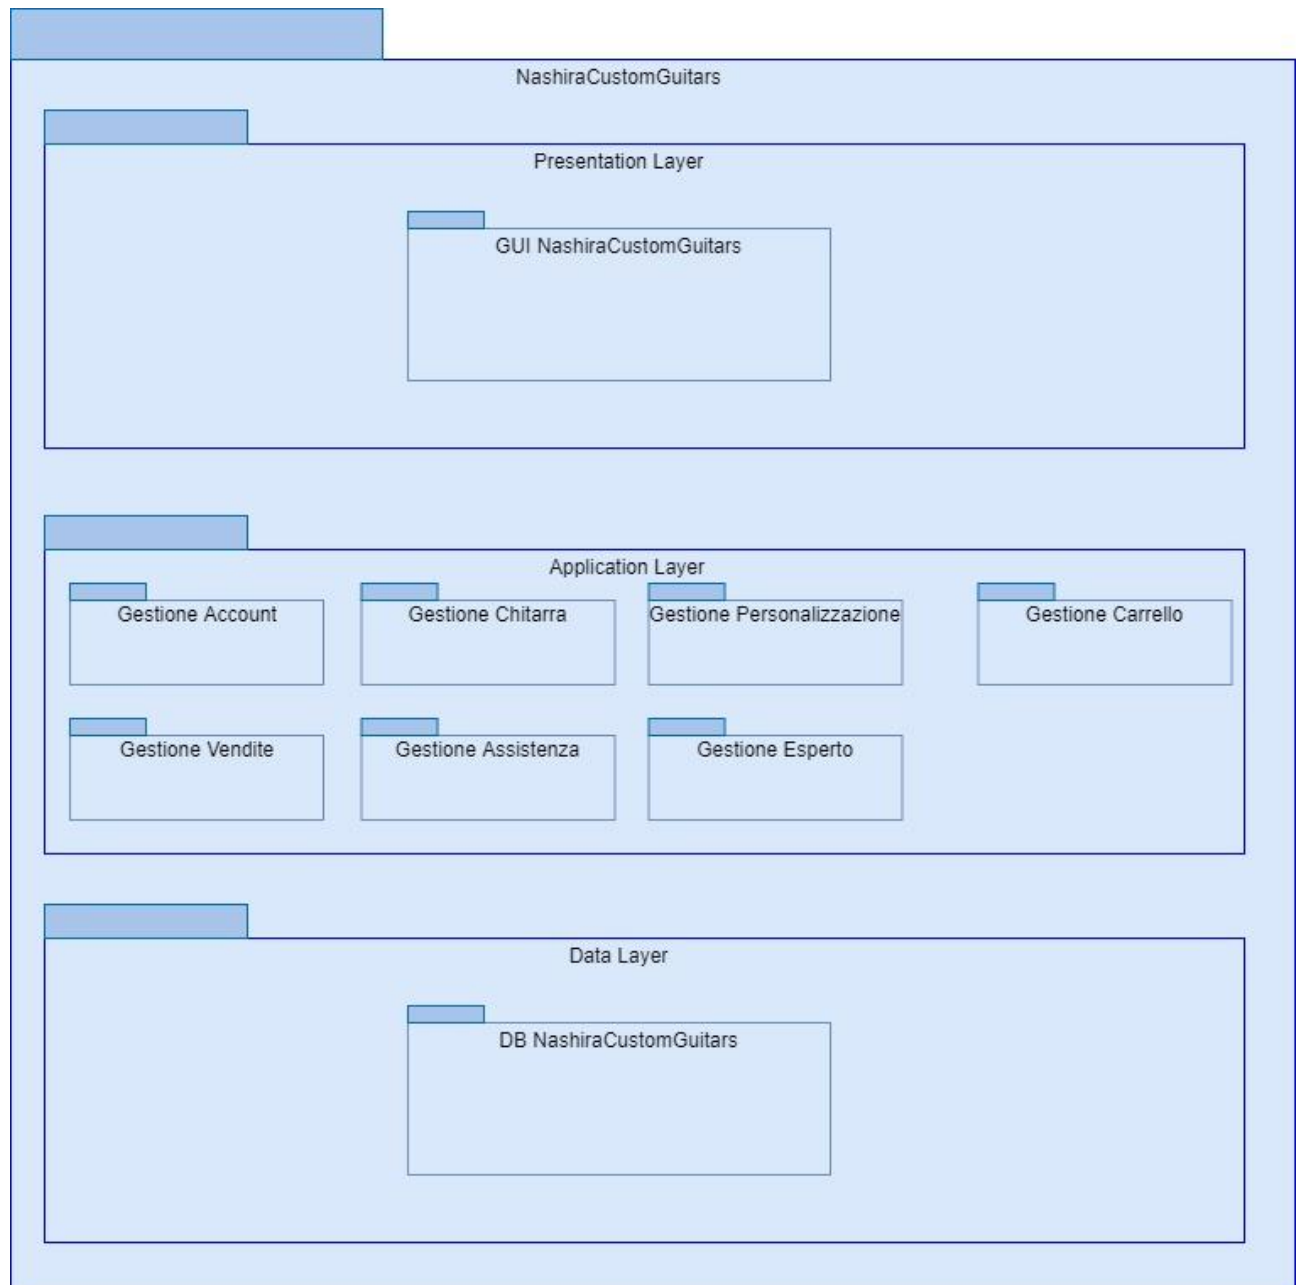 NashiraCustomGuitars
Presentation Layer
GUI NashiraCustomGuitars
Application Layer
Gestione Account
Gestione Chitarra
Gestione Personalizzazione
Gestione Carrello
Gestione Vendite
Gestione Assistenza
Gestione Esperto
Data Layer
DB NashiraCustomGuitars